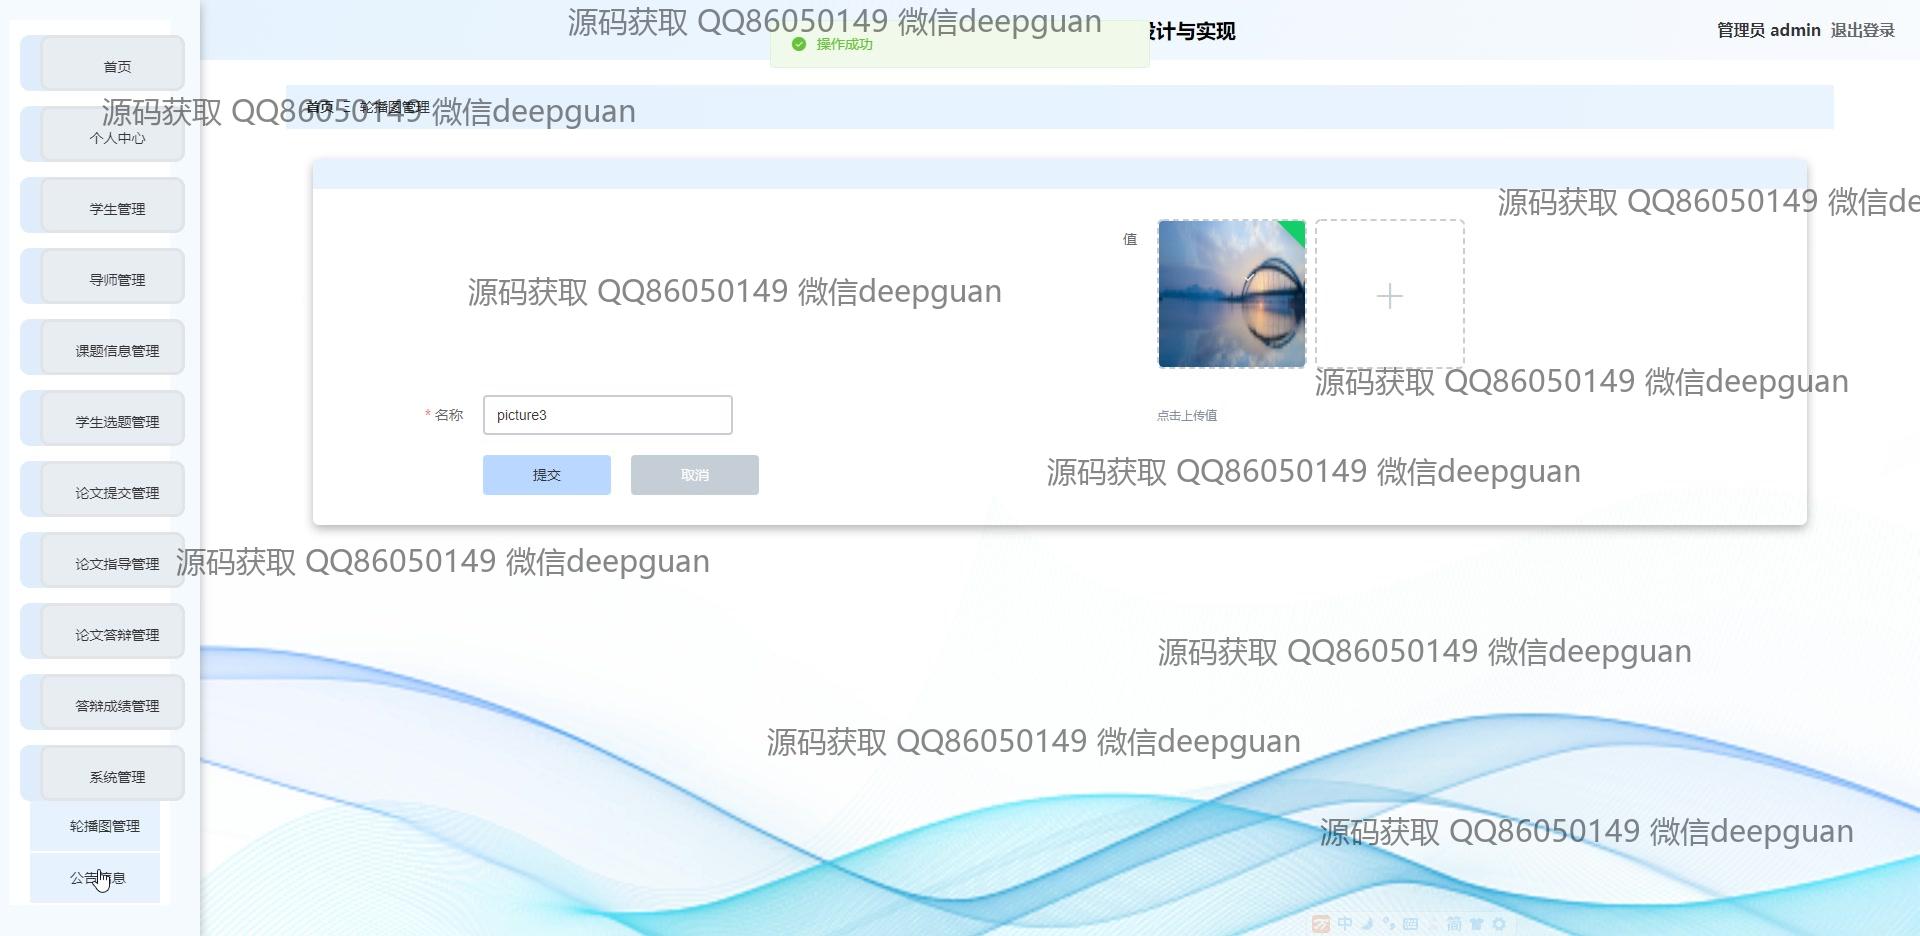 设计与实现
管理员 admin 退出登录
操作成功
源码获取 QQ86050149 微信deepguan
首页
轮播图管理
源码获取 QQ86050149 微信deepguan
首页
个人中心
学生管理
导师管理
课题信息管理
学生选题管理
论文提交管理
论文指导管理
论文答辩管理
答辩成绩管理
系统管理
轮播图管理
公告信息
值
源码获取 QQ86050149 微信de
源码获取 QQ86050149 微信deepguan
源码获取 QQ86050149 微信deepguan
* 名称 picture3
点击上传值
提交 取消
源码获取 QQ86050149 微信deepguan
源码获取 QQ86050149 微信deepguan
源码获取 QQ86050149 微信deepguan
源码获取 QQ86050149 微信deepguan
源码获取 QQ86050149 微信deepguan
中 简